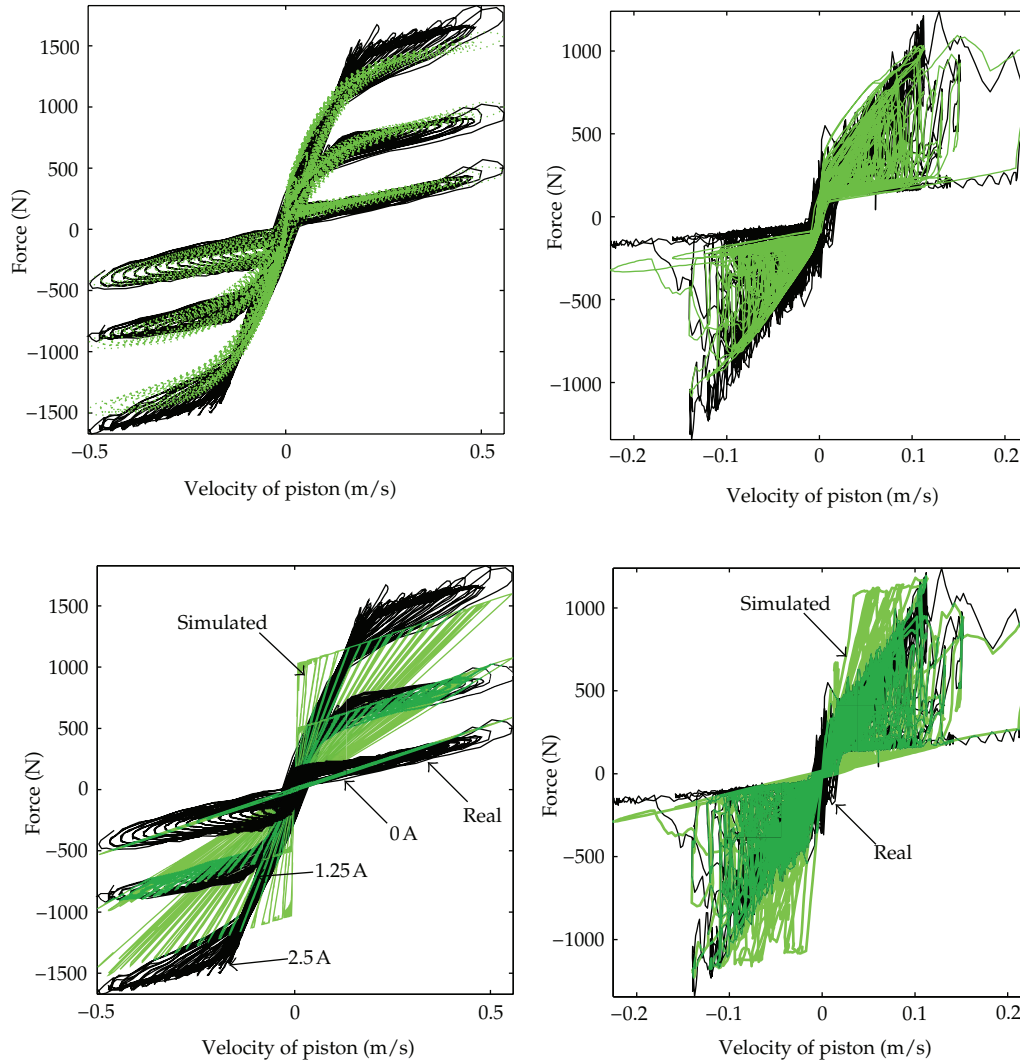 1500
1000
500
0
−500
−1000
−1500
Force (N)
−0.5
0
0.5
Velocity of piston (m/s)
1000
500
0
−500
−1000
Force (N)
−0.2
−0.1
0
0.1
0.2
Velocity of piston (m/s)
1500
1000
500
0
−500
−1000
−1500
Force (N)
Simulated
Real
0 A
1.25 A
2.5 A
−0.5
0
0.5
Velocity of piston (m/s)
1000
500
0
−500
−1000
Force (N)
Simulated
Real
−0.2
−0.1
0
0.1
0.2
Velocity of piston (m/s)